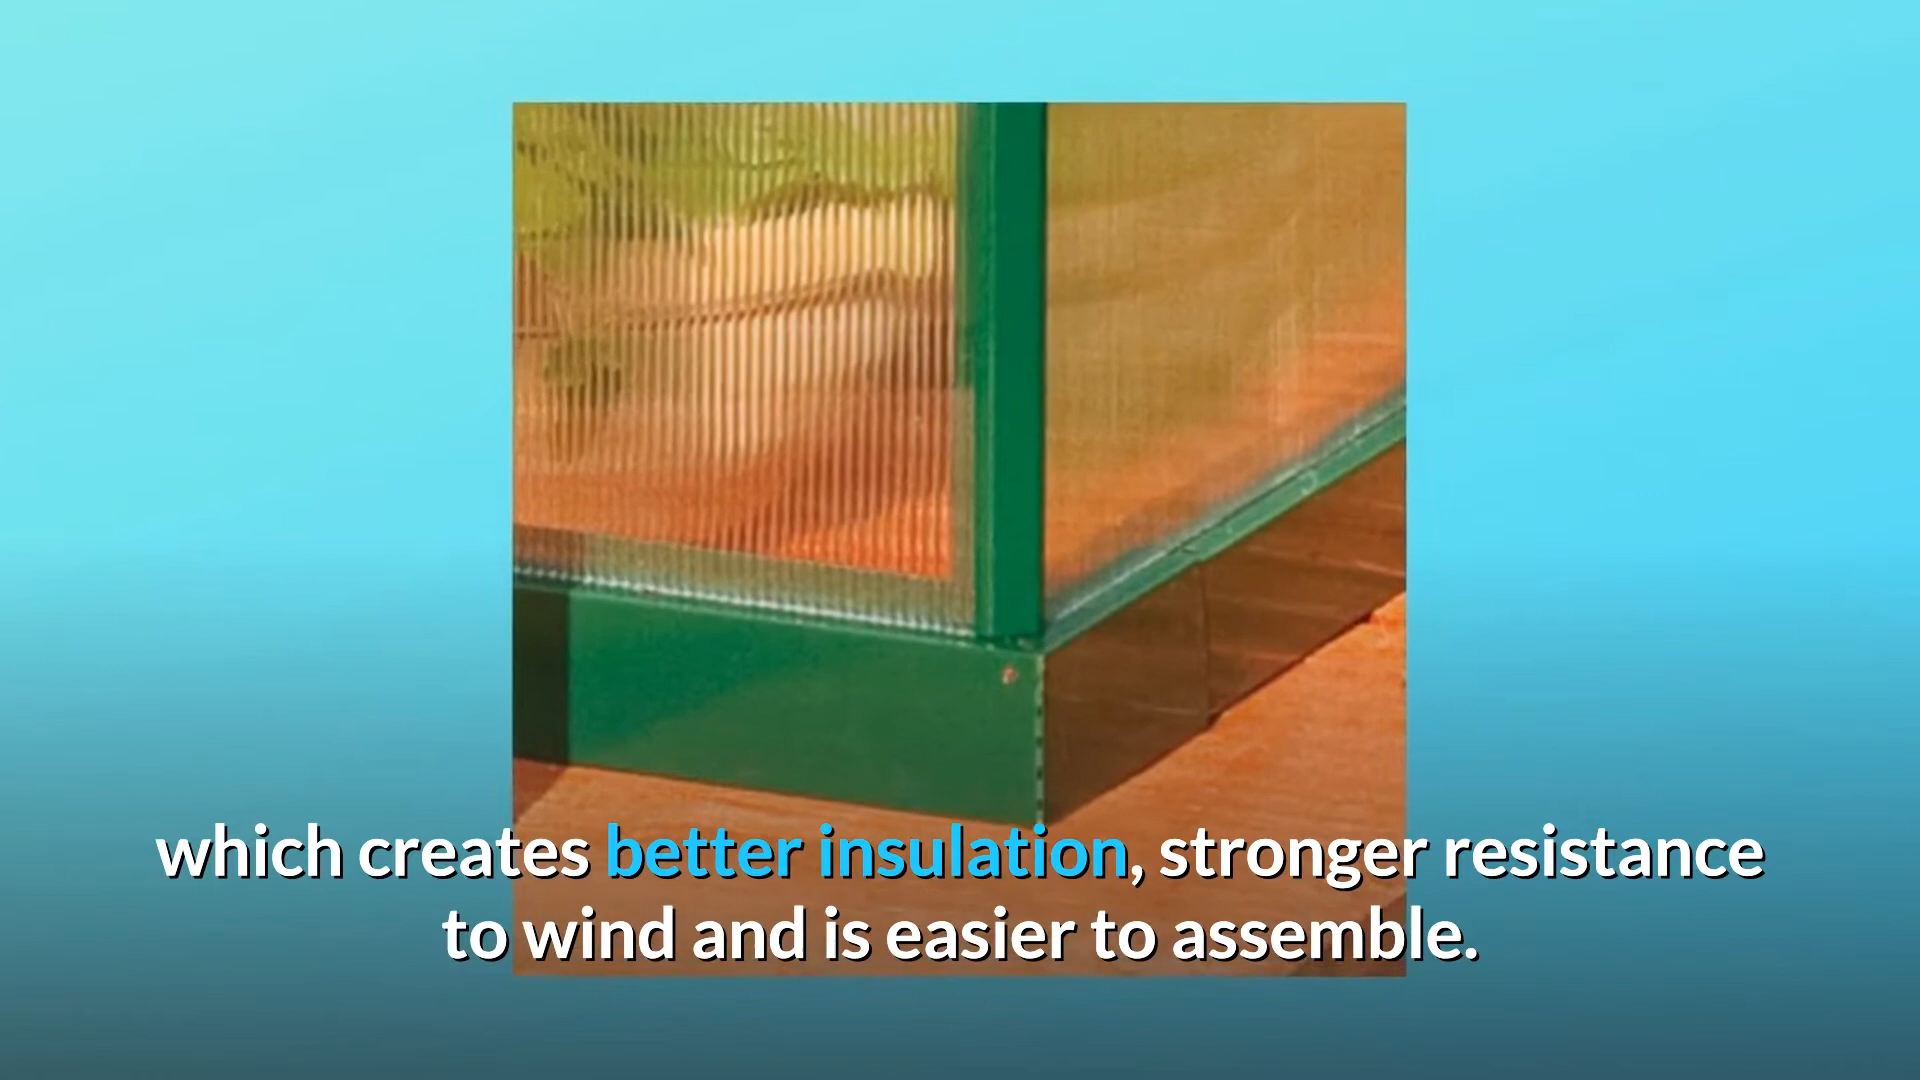 which creates better insulation, stronger resistance
to wind and is easier to assemble.